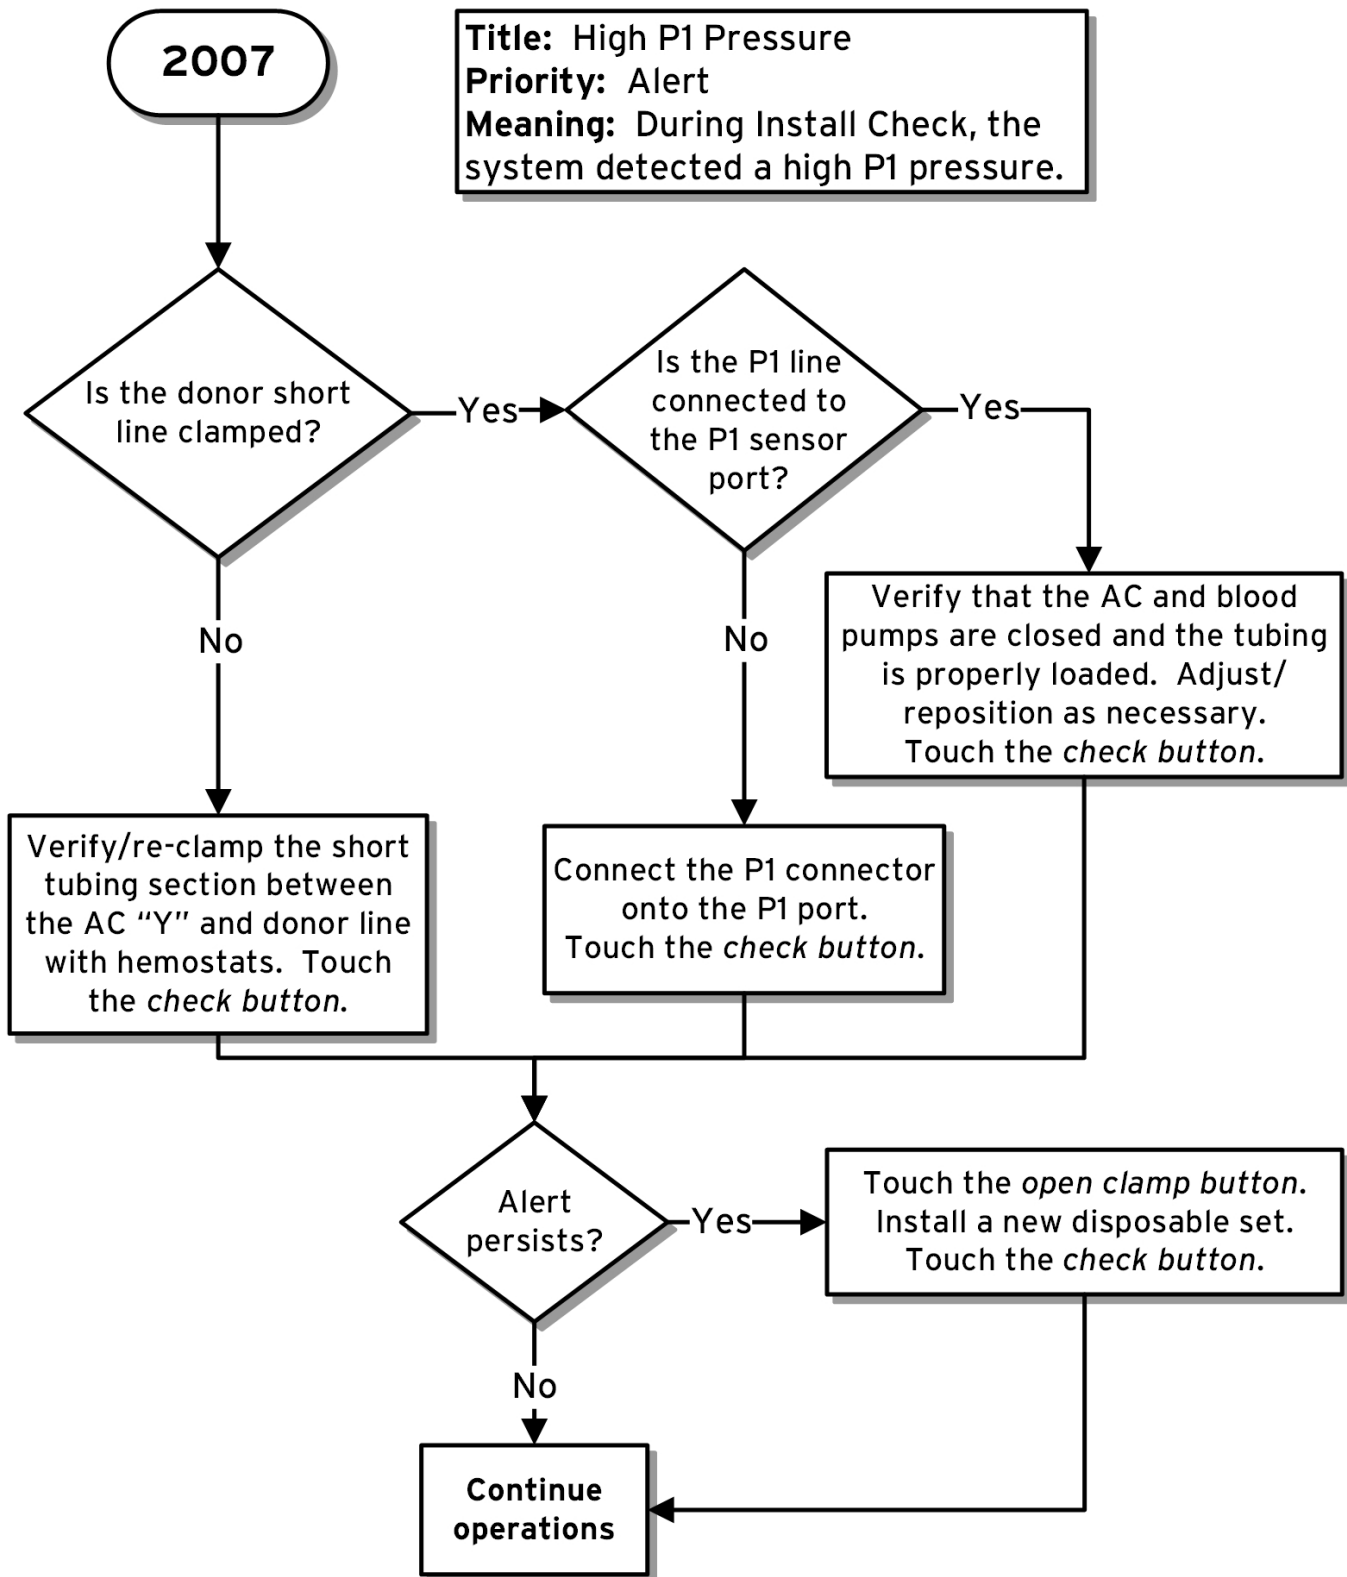 2007
Title: High P1 Pressure
Priority: Alert
Meaning: During Install Check, the
system detected a high P1 pressure.
Is the donor short
line clamped?
Yes
Is the P1 line
connected to
the P1 sensor
port?
Yes
No
No
Verify that the AC and blood
pumps are closed and the tubing
is properly loaded. Adjust/
reposition as necessary.
Touch the check button.
Verify/re-clamp the short
tubing section between
the AC “Y” and donor line
with hemostats. Touch
the check button.
Connect the P1 connector
onto the P1 port.
Touch the check button.
Alert
persists?
Yes
Touch the open clamp button.
Install a new disposable set.
Touch the check button.
No
Continue
operations